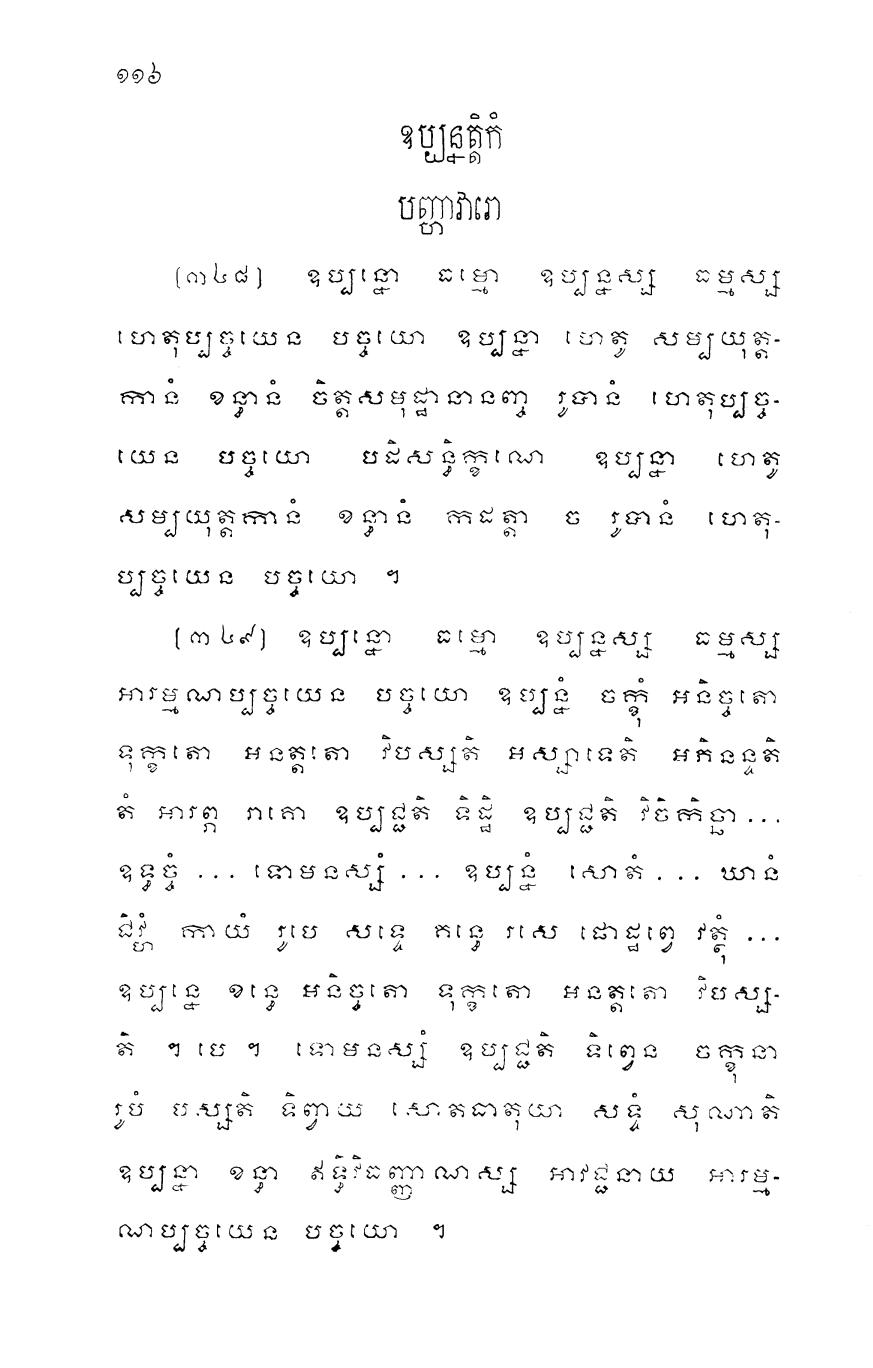 ១១៦
ឧប្បន្នត្តិកំ
បញ្ហាវារោ
[៣៤៨] ឧប្បន្នោ ធម្មោ ឧប្បន្នស្ស ធម្មស្ស
ហេតុប្បច្ចយេន បច្ចយោ ឧប្បន្នា ហេតូ សម្បយុត្ត-
កានំ ខន្ធានំ ចិត្តសមុដ្ឋានានញ្ច រូបានំ ហេតុប្បច្ច-
យេន បច្ចយោ បដិសន្ធិក្ខណេ ឧប្បន្នា ហេតូ
សម្បយុត្តកានំ ខន្ធានំ កដត្តា ច រូបានំ ហេតុ-
ប្បច្ចយេន បច្ចយោ ។
[៣៤៩] ឧប្បន្នោ ធម្មោ ឧប្បន្នស្ស ធម្មស្ស
អារម្មណប្បច្ចយេន បច្ចយោ ឧប្បន្នំ ចក្ខុំ អនិច្ចតោ
ទុក្ខតោ អនត្តតោ វិបស្សតិ អស្សាទេតិ អភិនន្ទតិ
តំ អារព្ភ រាគោ ឧប្បជ្ជតិ ទិដ្ឋិ ឧប្បជ្ជតិ វិចិកិច្ឆា ...
ឧទ្ធច្ចំ ... ទោមនស្សំ ... ឧប្បន្នំ សោតំ ... ឃានំ
ជិវ្ហំ កាយំ រូបេ សទ្ទេ គន្ធេ រសេ ផោដ្ឋព្វេ វត្ថុំ ...
ឧប្បន្នេ ខន្ធេ អនិច្ចតោ ទុក្ខតោ អនត្តតោ វិបស្ស-
តិ ។ បេ ។ ទោមនស្សំ ឧប្បជ្ជតិ ទិព្វេន ចក្ខុនា
រូបំ បស្សតិ ទិព្វាយ សោតធាតុយា សទ្ទំ សុណាតិ
ឧប្បន្នា ខន្ធា ឥទ្ធិវិធញ្ញាណស្ស អាវជ្ជនាយ អារម្ម-
ណប្បច្ចយេន បច្ចយោ ។